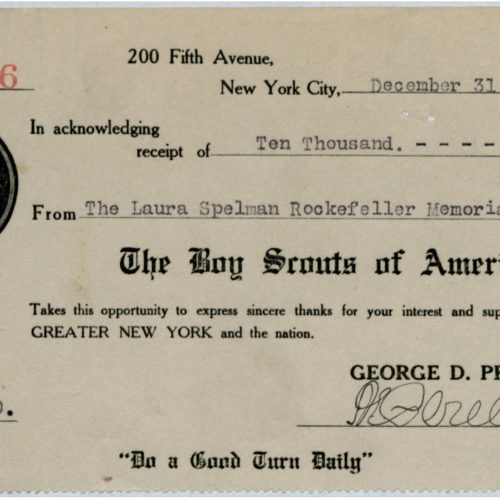 6
200 Fifth Avenue,
New York City, December 31
In acknowledging
receipt of Ten Thousand. - - - -
From The Laura Spelman Rockefeller Memoria
The Boy Scouts of Ameri
Takes this opportunity to express sincere thanks for your interest and sup
GREATER NEW YORK and the nation.
GEORGE D. PR
"Do a Good Turn Daily"